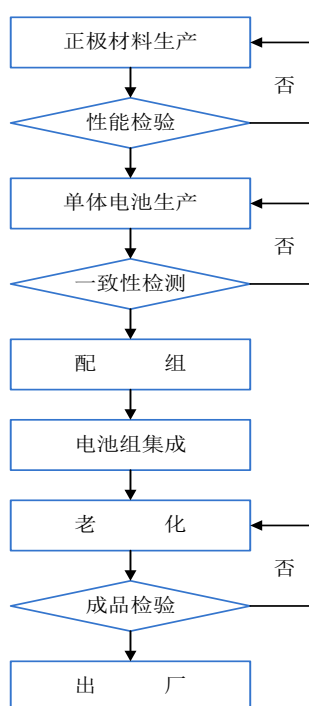 正极材料生产
否
性能检验
单体电池生产
否
一致性检测
配 组
电池组集成
老 化
否
成品检验
出 厂